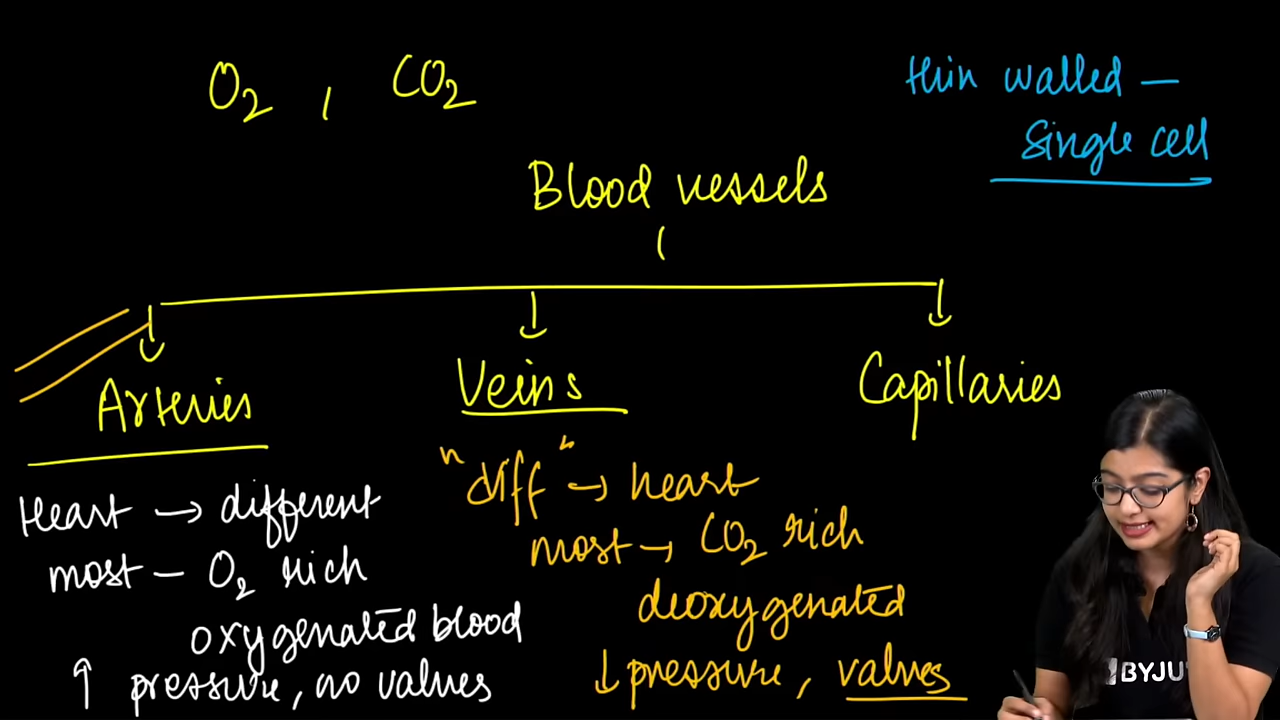 O2 , CO2
thin walled —
single cell
Blood vessels
Arteries
Veins
Capillaries
Heart → different
most – O2 rich
oxygenated blood
↑ pressure, no valves
"diff" → heart
most → CO2 rich
deoxygenated
↓ pressure, valves
BYJU